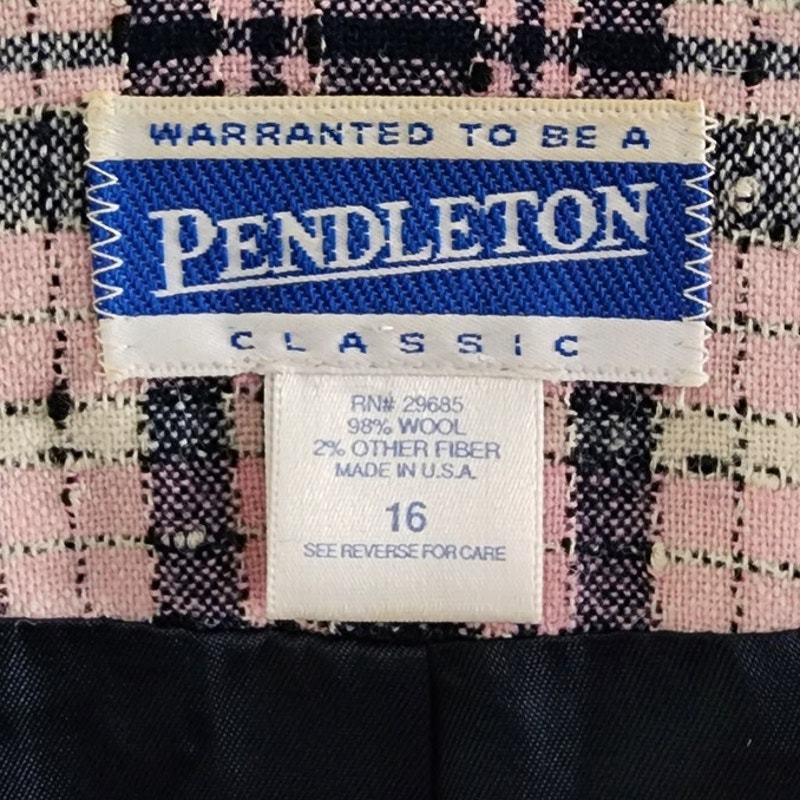 WARRANTED TO BE A
PENDLETON
CLASSIC
RN# 29685
98% WOOL
2% OTHER FIBER
MADE IN U.S.A.
16
SEE REVERSE FOR CARE